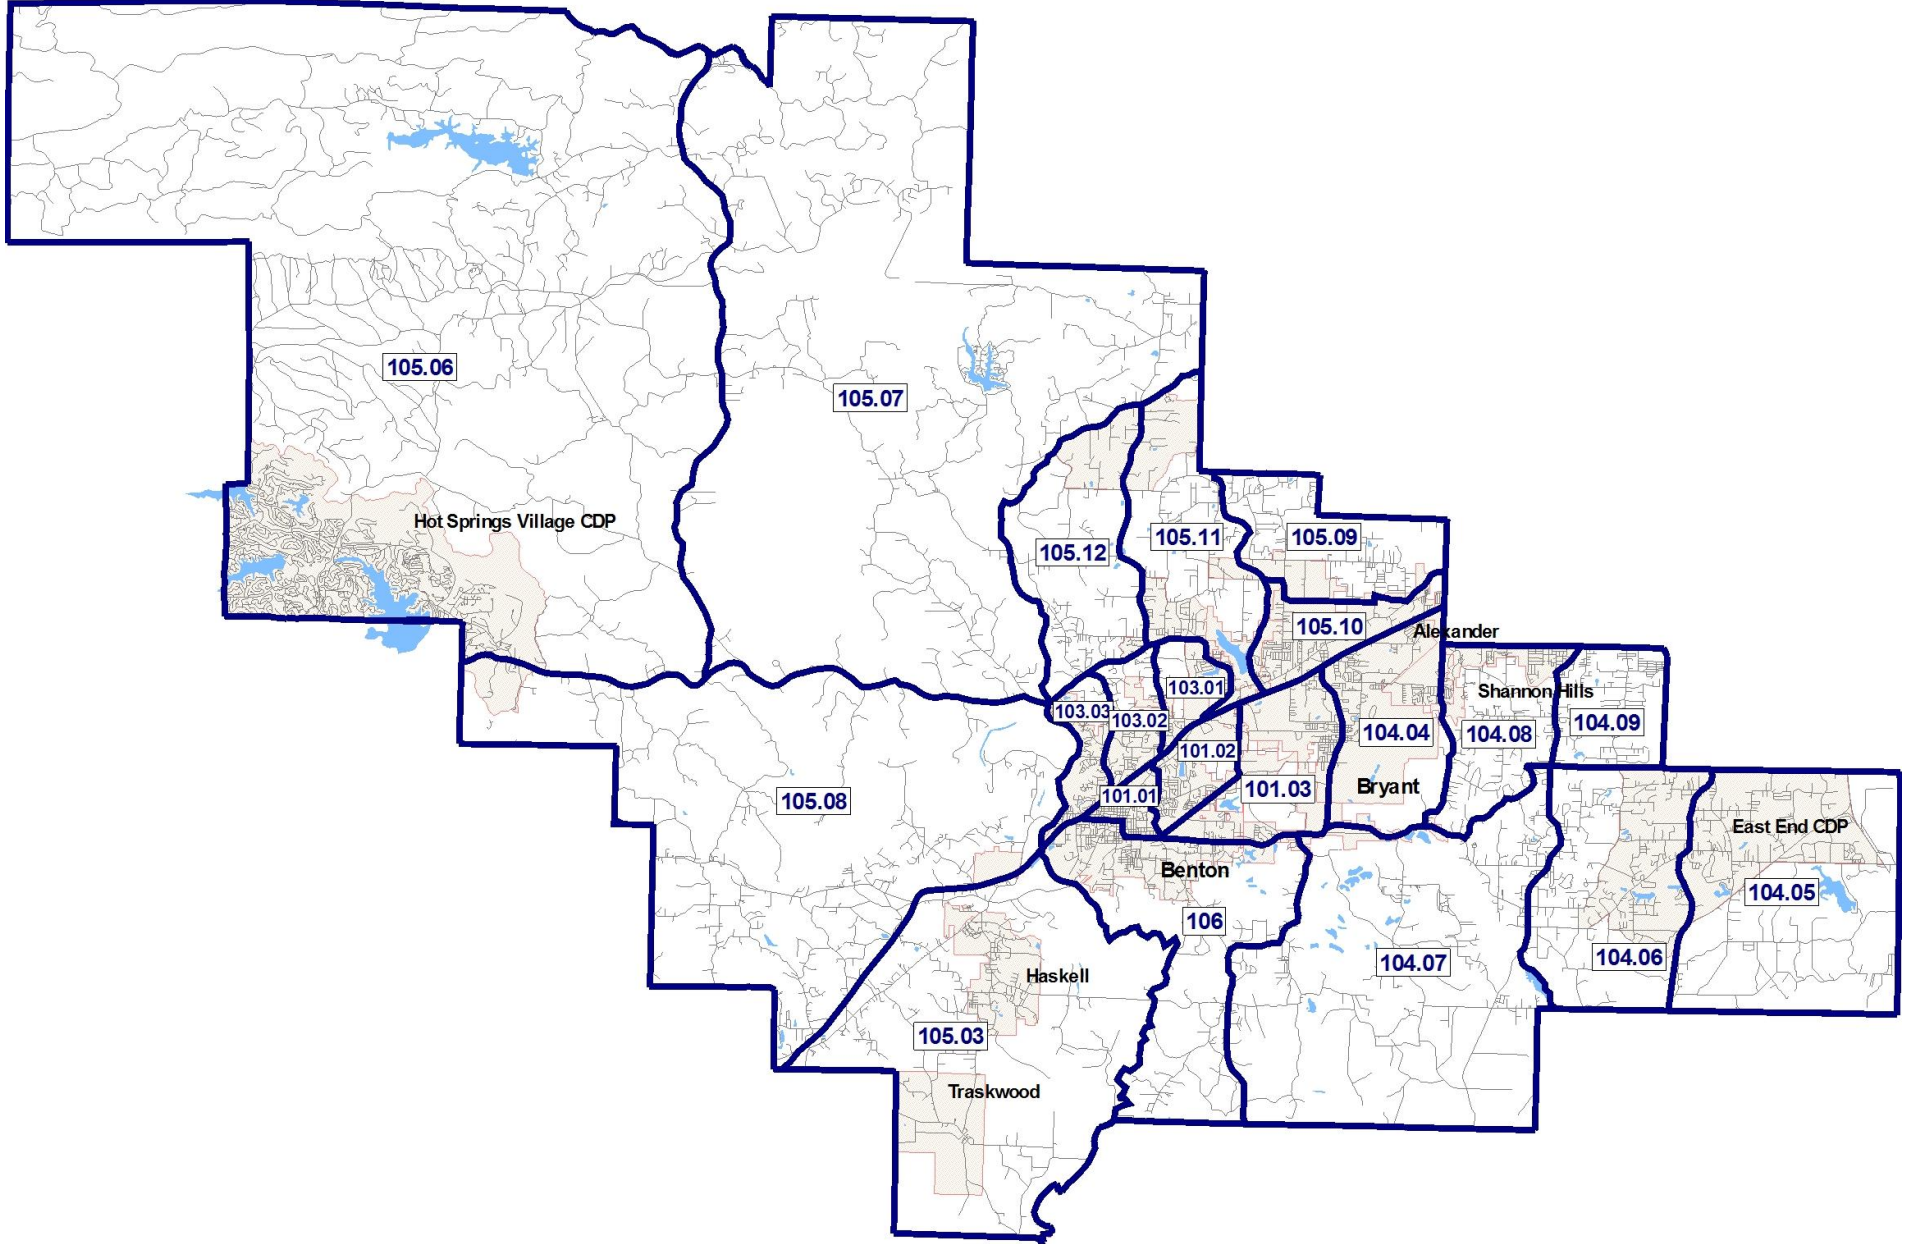 105.06
105.07
Hot Springs Village CDP
105.12
105.11
105.09
105.10
Alexander
103.01
Shannon Hills
103.03
103.02
104.09
104.04
104.08
101.02
Bryant
101.03
101.01
105.08
East End CDP
Benton
104.05
106
104.06
104.07
Haskell
105.03
Traskwood